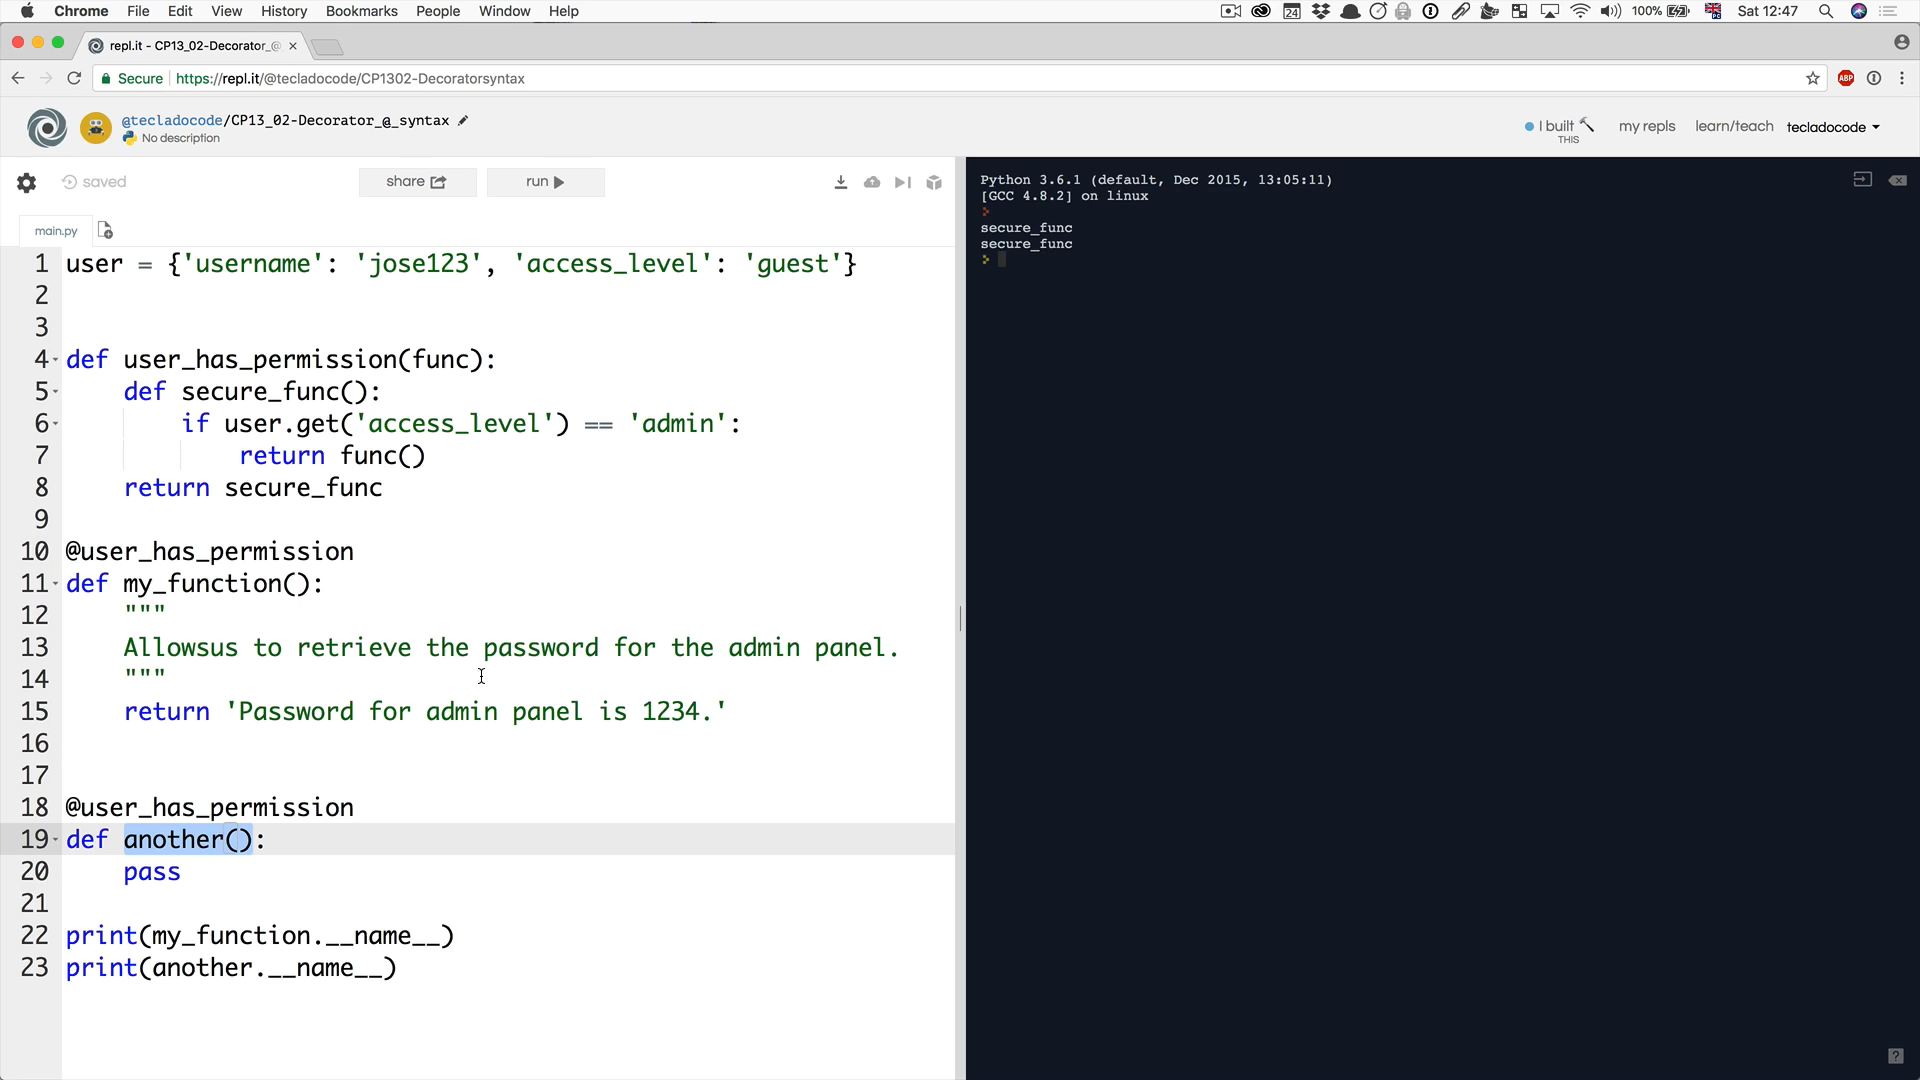 Chrome File Edit View History Bookmarks People Window Help 24 100% Sat 12:47
repl.it - CP13_02-Decorator_@
Secure https://repl.it/@tecladocode/CP1302-Decoratorsyntax ABP
@tecladocode/CP13_02-Decorator_@_syntax
No description
I built
THIS
my repls learn/teach tecladocode
saved share run
main.py
1 user = {'username': 'jose123', 'access_level': 'guest'}
2
3
4 def user_has_permission(func):
5     def secure_func():
6         if user.get('access_level') == 'admin':
7             return func()
8     return secure_func
9
10 @user_has_permission
11 def my_function():
12     """
13     Allowsus to retrieve the password for the admin panel.
14     """
15     return 'Password for admin panel is 1234.'
16
17
18 @user_has_permission
19 def another():
20     pass
21
22 print(my_function.__name__)
23 print(another.__name__)
Python 3.6.1 (default, Dec 2015, 13:05:11)
[GCC 4.8.2] on linux
secure_func
secure_func
?